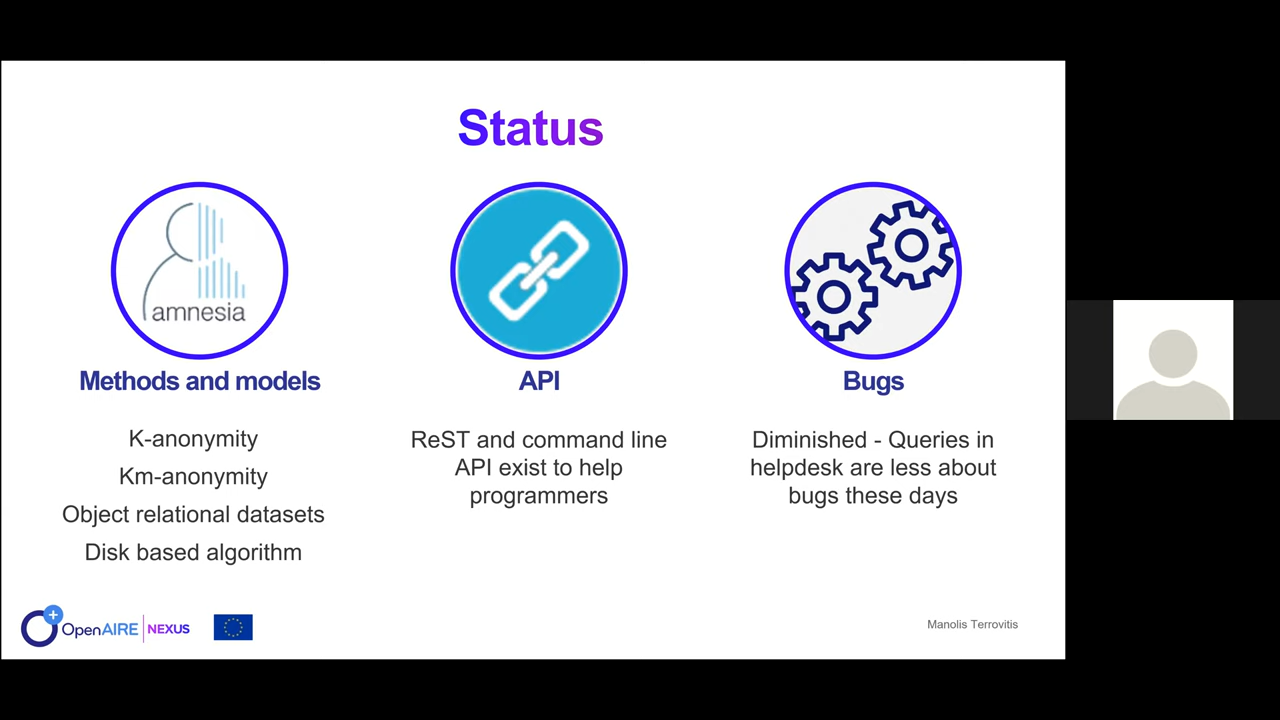 Status
amnesia
Methods and models
K-anonymity
Km-anonymity
Object relational datasets
Disk based algorithm
API
ReST and command line
API exist to help
programmers
Bugs
Diminished - Queries in
helpdesk are less about
bugs these days
OpenAIRE NEXUS
Manolis Terrovitis